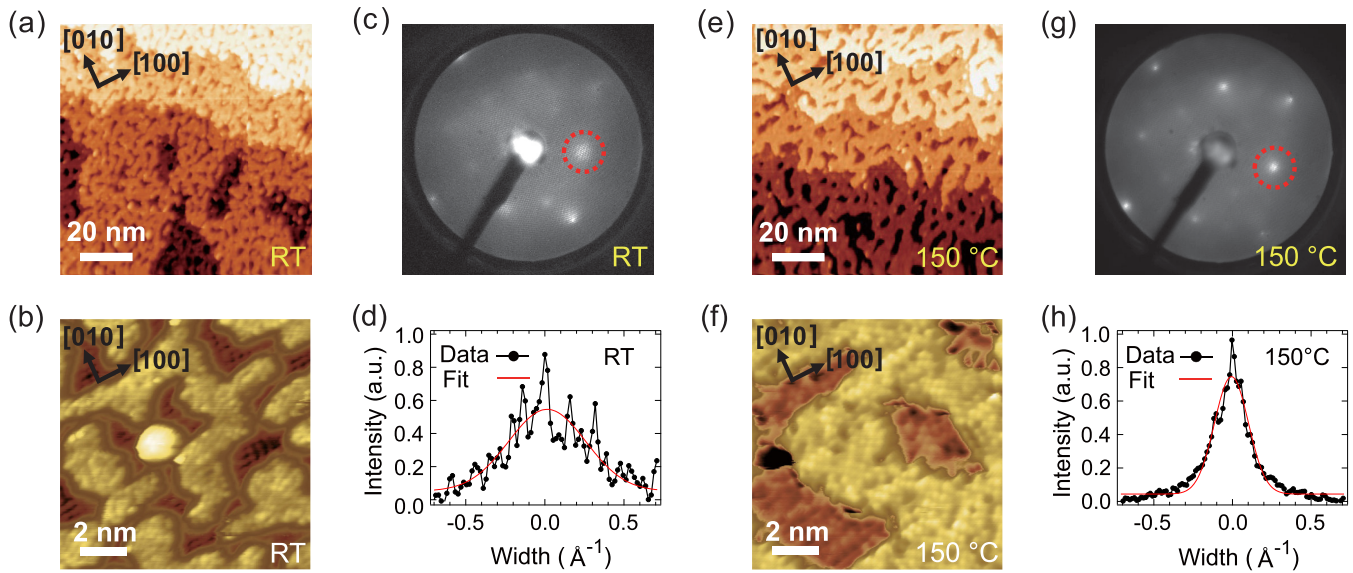 (a)
[010]
[100]
20 nm
RT
(b)
[010]
[100]
2 nm
RT
(c)
RT
(d)
1.0
0.8
0.6
0.4
0.2
0.0
Intensity (a.u.)
Data
Fit
RT
-0.5
0.0
0.5
Width ( Å⁻¹)
(e)
[010]
[100]
20 nm
150 °C
(f)
[010]
[100]
2 nm
150 °C
(g)
150 °C
(h)
1.0
0.8
0.6
0.4
0.2
0.0
Intensity (a.u.)
Data
Fit
150°C
-0.5
0.0
0.5
Width ( Å⁻¹)